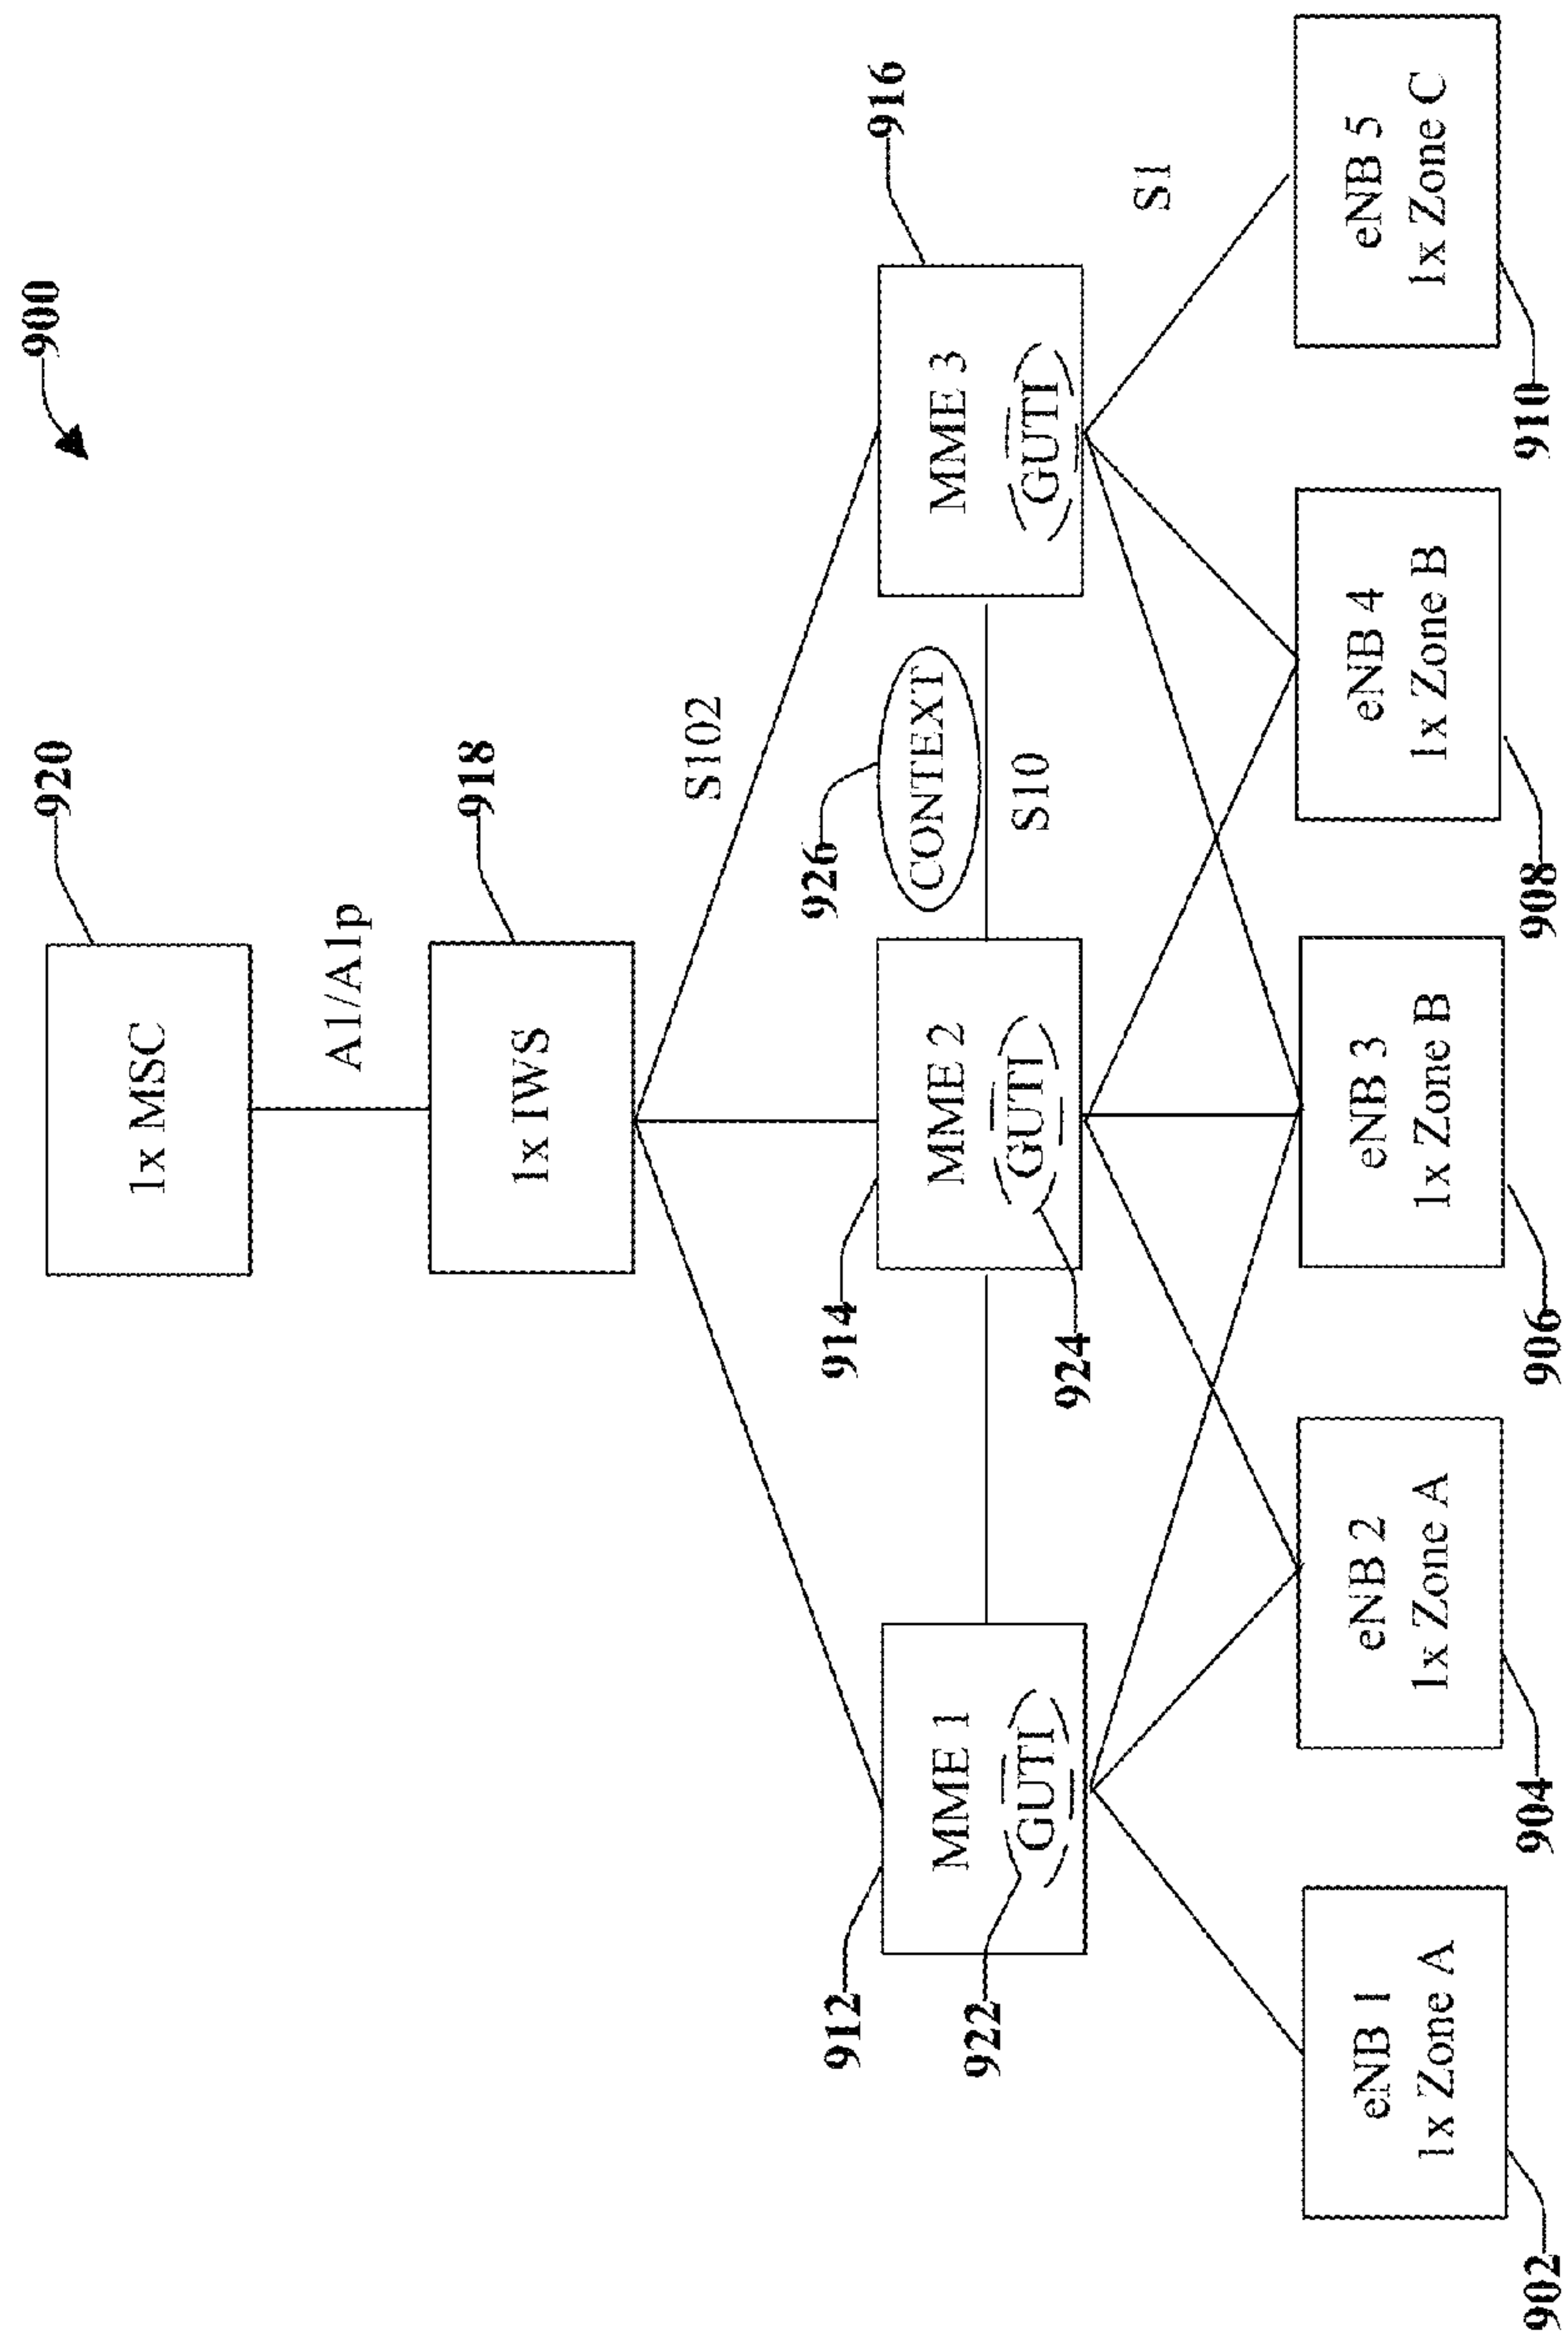 900
920
1x MSC
A1/A1p
918
1x IWS
S102
912
MME 1
GUTI
922
914
MME 2
GUTI
924
926
CONTEXT
S10
916
MME 3
GUTI
S1
eNB 1
1x Zone A
902
eNB 2
1x Zone A
904
eNB 3
1x Zone B
906
eNB 4
1x Zone B
908
eNB 5
1x Zone C
910